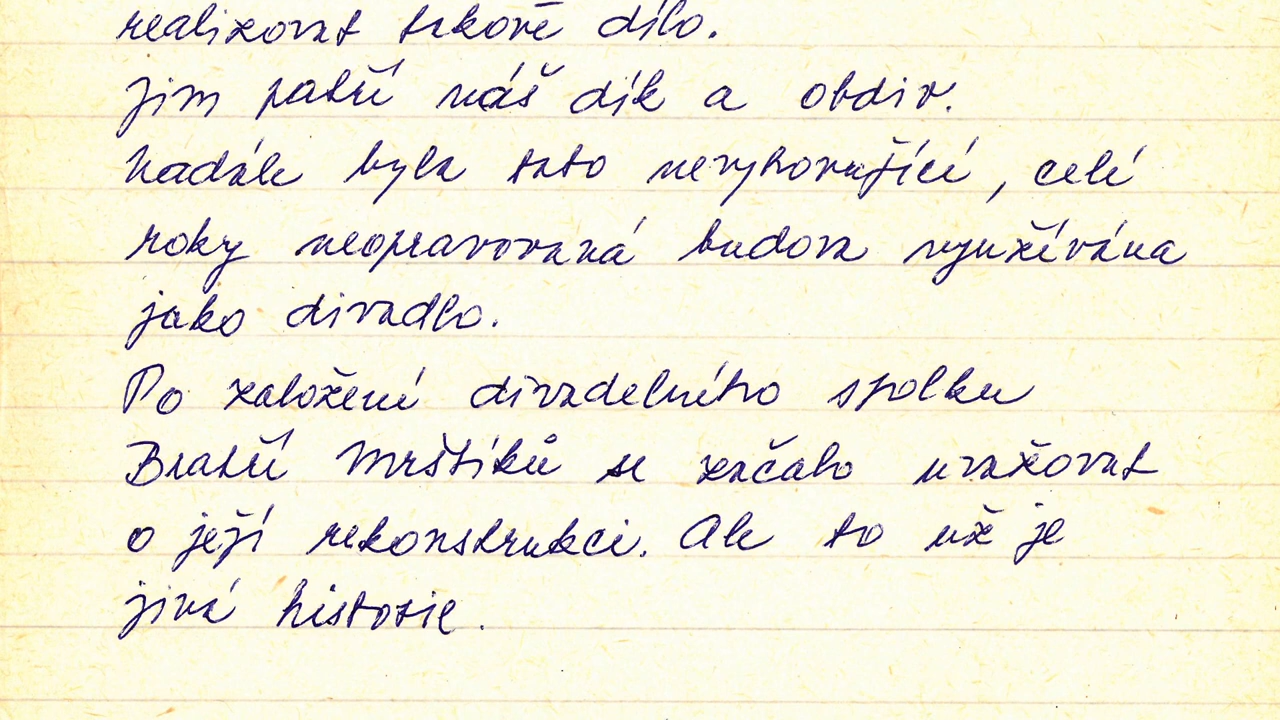 realizovat takové dílo.
Jim patří náš dík a obdiv.
Nadále byla tato nevyhovující, celé
roky neopravovaná budova využívána
jako divadlo.
Po založení divadelního spolku
Bratří Mrštíků se začalo uvažovat
o její rekonstrukci. Ale to už je
jiná historie.